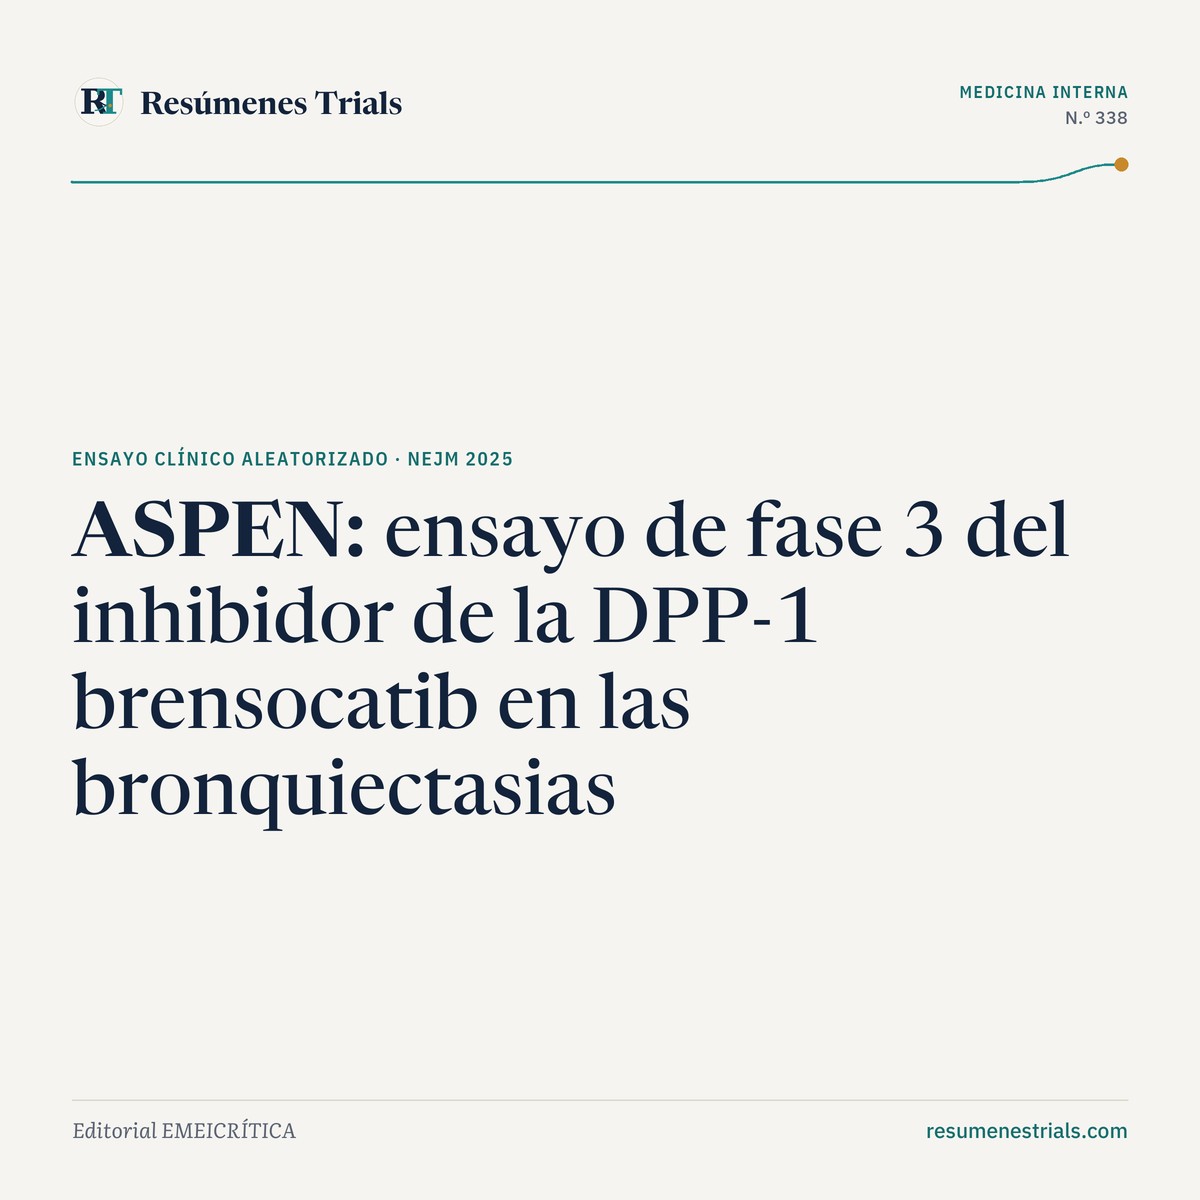 RT Resúmenes Trials
MEDICINA INTERNA
N.º 338
ENSAYO CLÍNICO ALEATORIZADO · NEJM 2025
ASPEN: ensayo de fase 3 del
inhibidor de la DPP-1
brensocatib en las
bronquiectasias
Editorial EMEICRÍTICA
resumenestrials.com